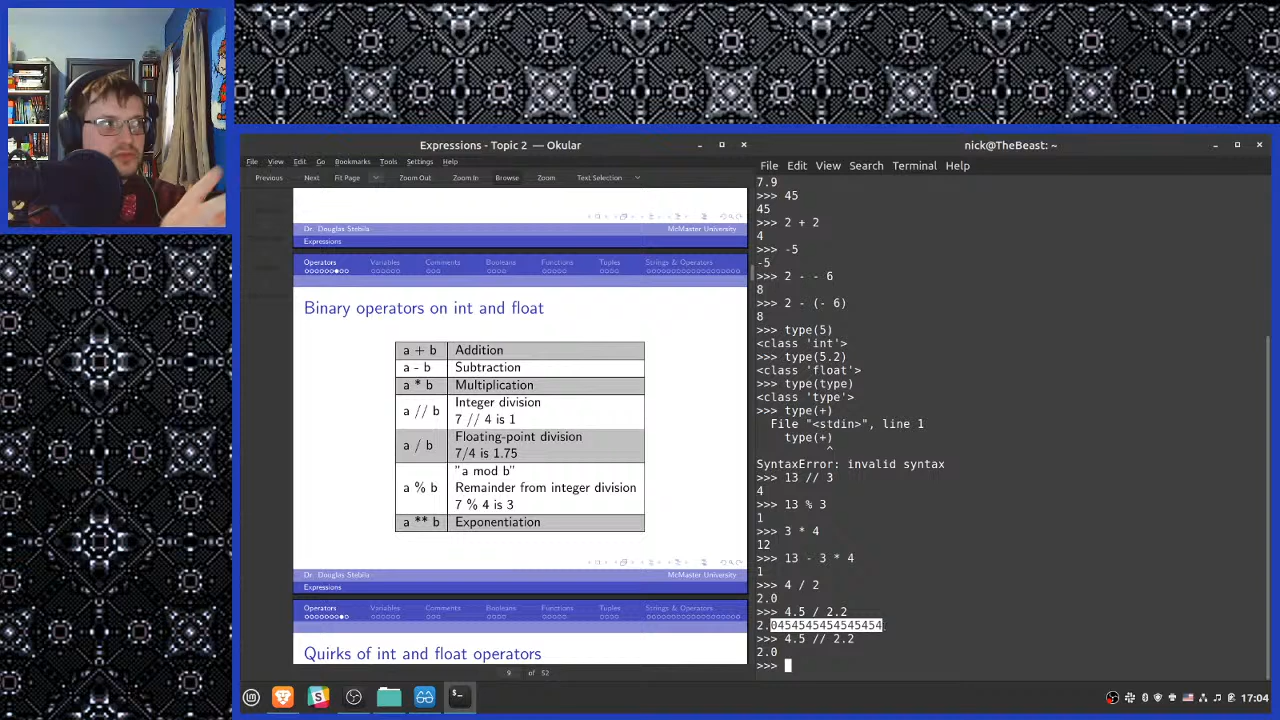 Expressions - Topic 2 — Okular
File View Edit Go Bookmarks Tools Settings Help
Previous Next Fit Page Zoom Out Zoom In Browse Zoom Text Selection
Dr. Douglas Stebila McMaster University
Expressions
Operators Variables Comments Booleans Functions Tuples Strings & Operators
Binary operators on int and float
a + b Addition
a - b Subtraction
a * b Multiplication
a // b Integer division
7 // 4 is 1
a / b Floating-point division
7/4 is 1.75
a % b "a mod b"
Remainder from integer division
7 % 4 is 3
a ** b Exponentiation
Dr. Douglas Stebila McMaster University
Expressions
Operators Variables Comments Booleans Functions Tuples Strings & Operators
Quirks of int and float operators
9 of 52
nick@TheBeast: ~
File Edit View Search Terminal Help
7.9
>>> 45
45
>>> 2 + 2
4
>>> -5
-5
>>> 2 - - 6
8
>>> 2 - (- 6)
8
>>> type(5)
<class 'int'>
>>> type(5.2)
<class 'float'>
>>> type(type)
<class 'type'>
>>> type(+)
File "<stdin>", line 1
type(+)
^
SyntaxError: invalid syntax
>>> 13 // 3
4
>>> 13 % 3
1
>>> 3 * 4
12
>>> 13 - 3 * 4
1
>>> 4 / 2
2.0
>>> 4.5 / 2.2
2.0454545454545454
>>> 4.5 // 2.2
2.0
>>>
17:04